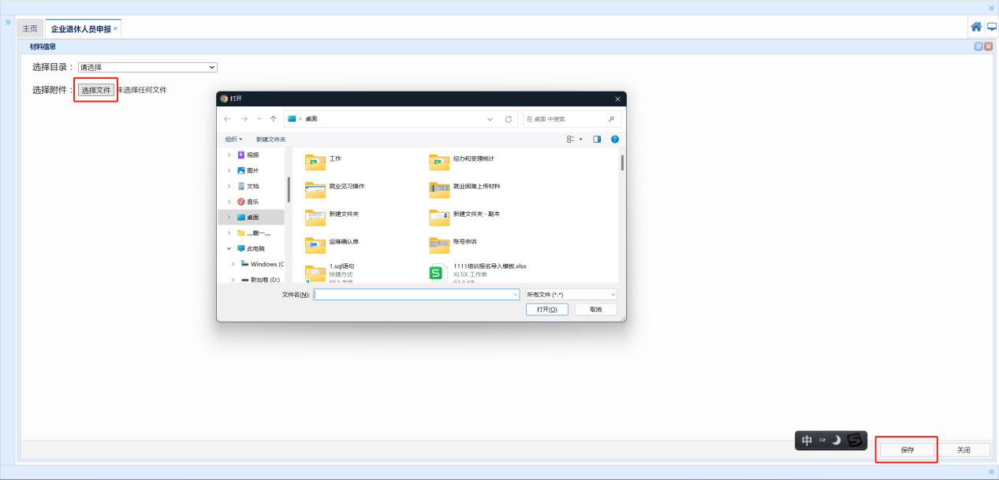 主页
企业退休人员申报 ×
材料信息
选择目录： 请选择
选择附件： 选择文件 未选择任何文件
打开
桌面
在 桌面 中搜索
组织 新建文件夹
视频
图片
文档
音乐
桌面
此电脑
Windows (C
新加卷 (D:)
工作
经办和受理统计
就业见习操作
就业困难上传材料
新建文件夹
新建文件夹 - 副本
运维确认单
账号申诉
1.sql语句
快捷方式
952 字节
1111培训报名导入模板.xlsx
XLSX 工作表
63.6 KB
文件名(N):
所有文件 (*.*)
打开(O)
取消
中
保存
关闭